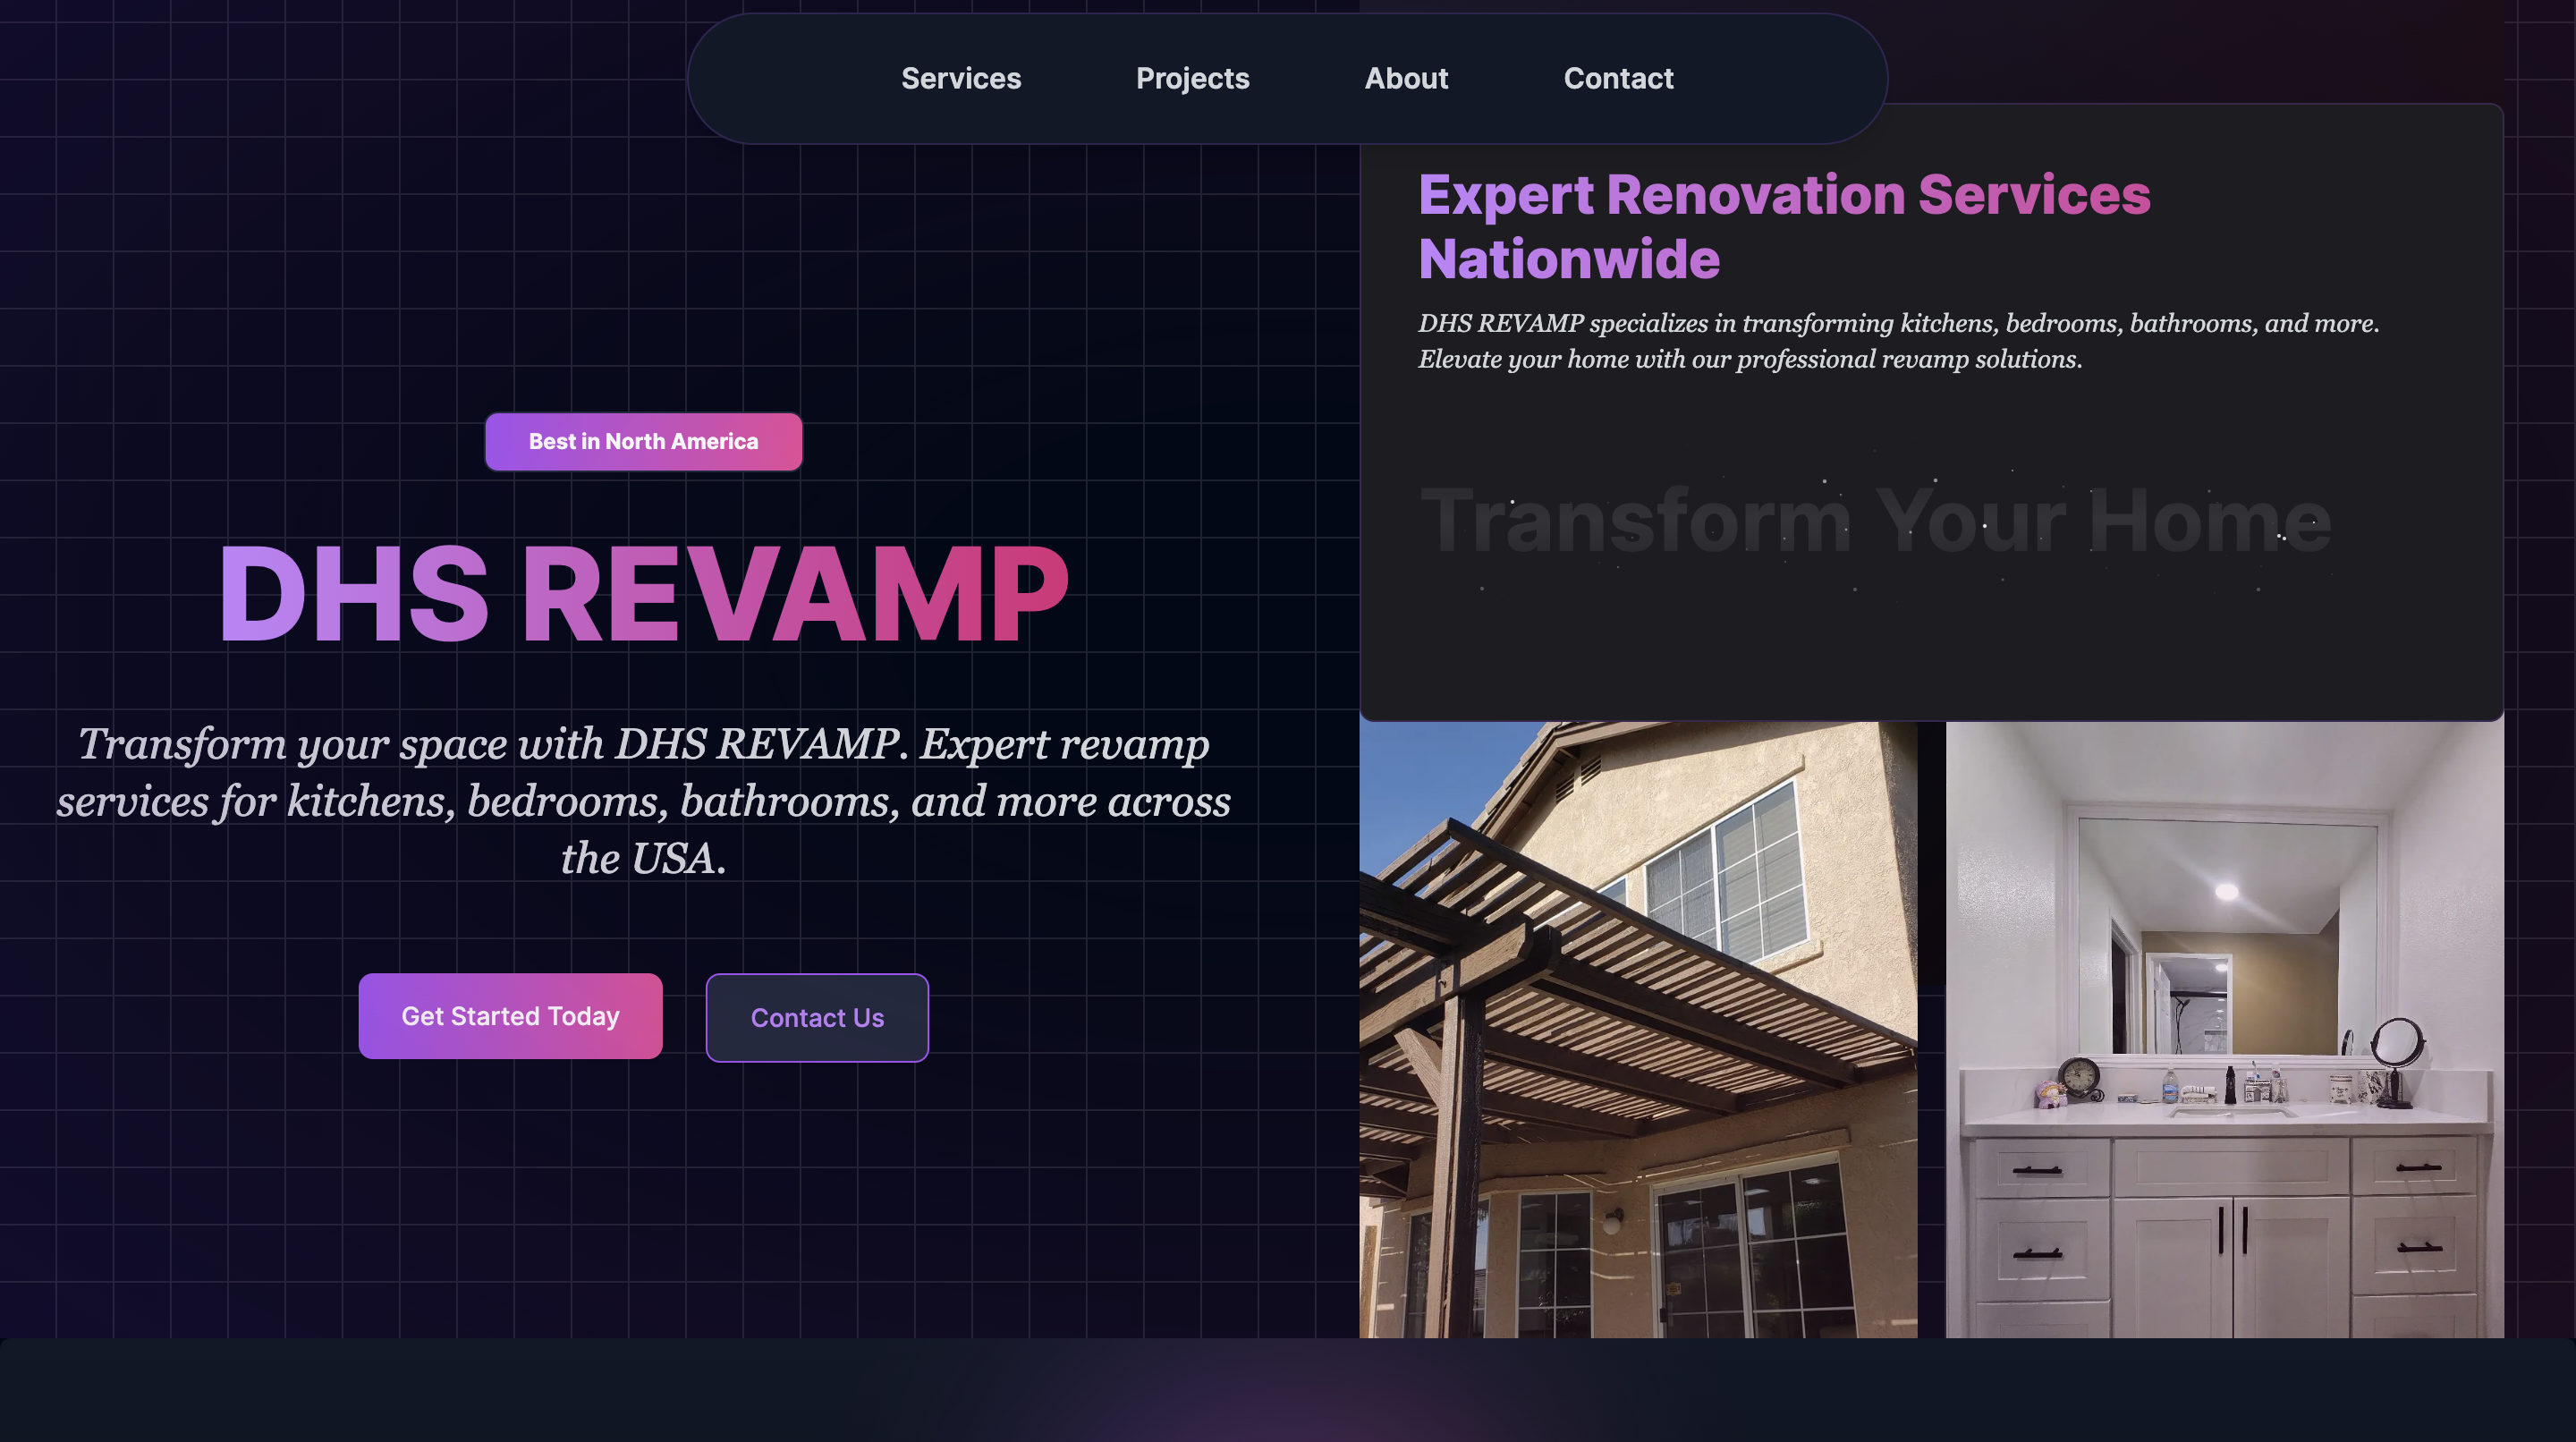 Services Projects About Contact
Best in North America
DHS REVAMP
Transform your space with DHS REVAMP. Expert revamp
services for kitchens, bedrooms, bathrooms, and more across
the USA.
Get Started Today Contact Us
Expert Renovation Services
Nationwide
DHS REVAMP specializes in transforming kitchens, bedrooms, bathrooms, and more.
Elevate your home with our professional revamp solutions.
Transform Your Home